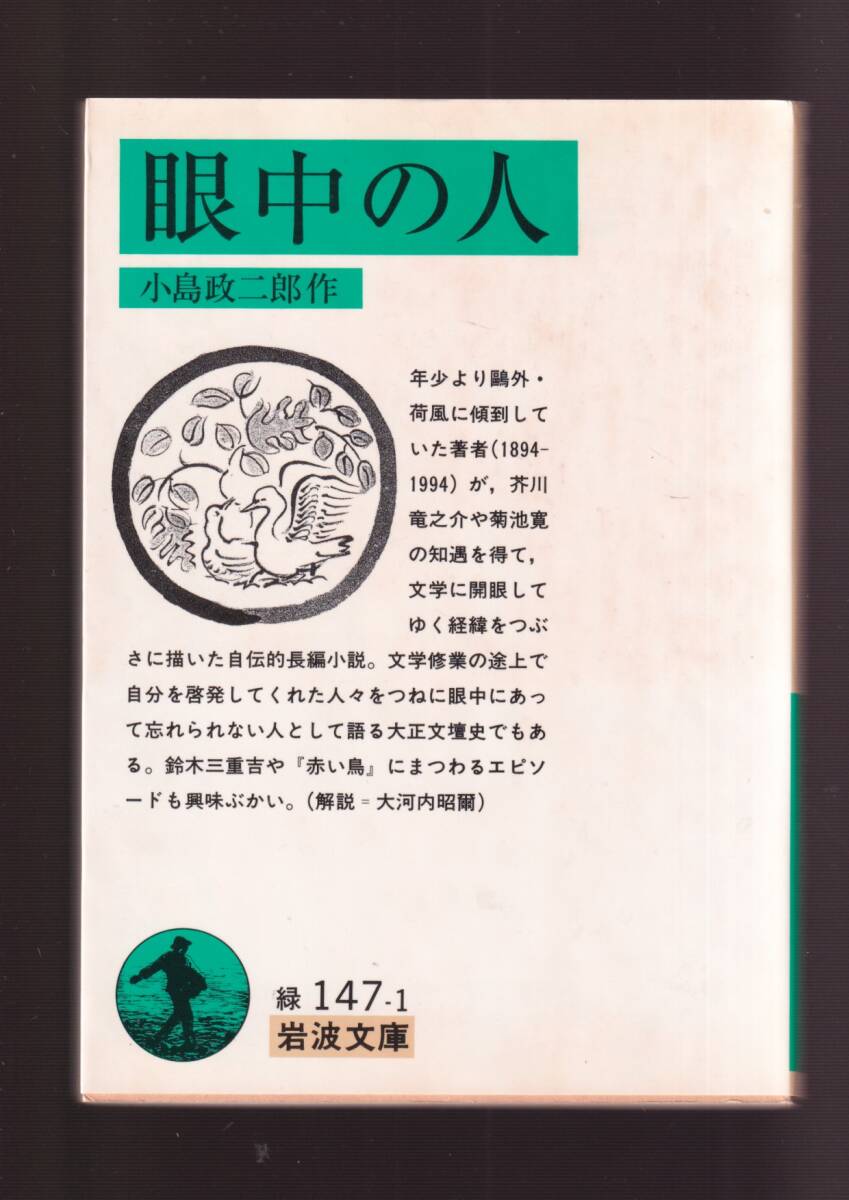 眼中の人
小島政二郎作
年少より鷗外・
荷風に傾到して
いた著者(1894-
1994)が，芥川
竜之介や菊池寛
の知遇を得て，
文学に開眼して
ゆく経緯をつぶ
さに描いた自伝的長編小説。文学修業の途上で
自分を啓発してくれた人々をつねに眼中にあっ
て忘れられない人として語る大正文壇史でもあ
る。鈴木三重吉や『赤い鳥』にまつわるエピソ
ードも興味ぶかい。(解説＝大河内昭爾)
緑 147-1
岩波文庫